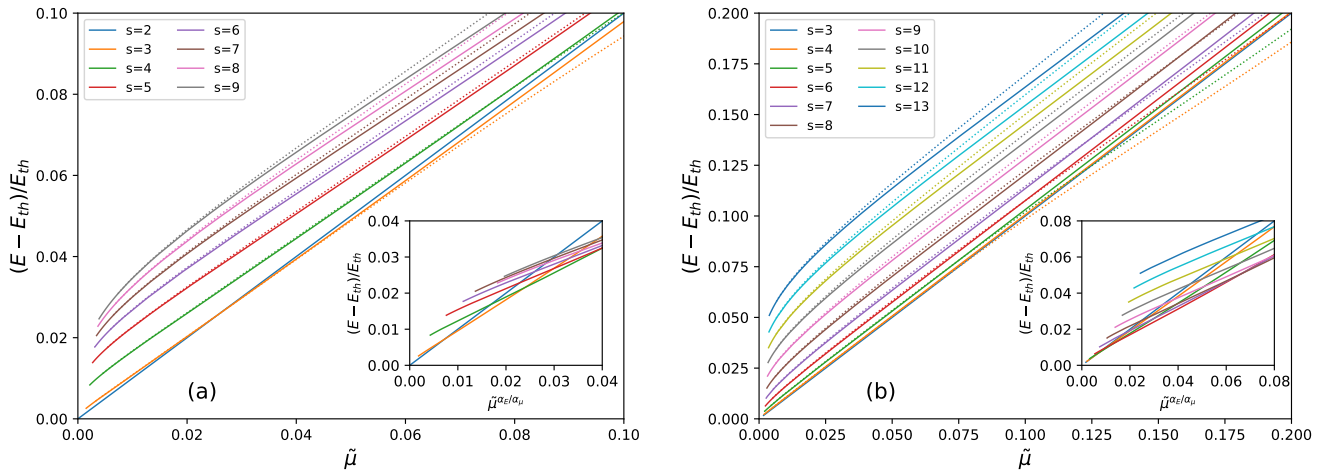 0.10
0.08
0.06
0.04
0.02
0.00
(E − E_th)/E_th
s=2
s=3
s=4
s=5
s=6
s=7
s=8
s=9
0.04
0.03
0.02
0.01
0.00
(E − E_th)/E_th
0.00 0.01 0.02 0.03 0.04
μ̃^{α_E/α_μ}
(a)
0.00 0.02 0.04 0.06 0.08 0.10
μ̃
0.200
0.175
0.150
0.125
0.100
0.075
0.050
0.025
0.000
(E − E_th)/E_th
s=3
s=4
s=5
s=6
s=7
s=8
s=9
s=10
s=11
s=12
s=13
0.08
0.06
0.04
0.02
0.00
(E − E_th)/E_th
0.00 0.02 0.04 0.06 0.08
μ̃^{α_E/α_μ}
(b)
0.000 0.025 0.050 0.075 0.100 0.125 0.150 0.175 0.200
μ̃